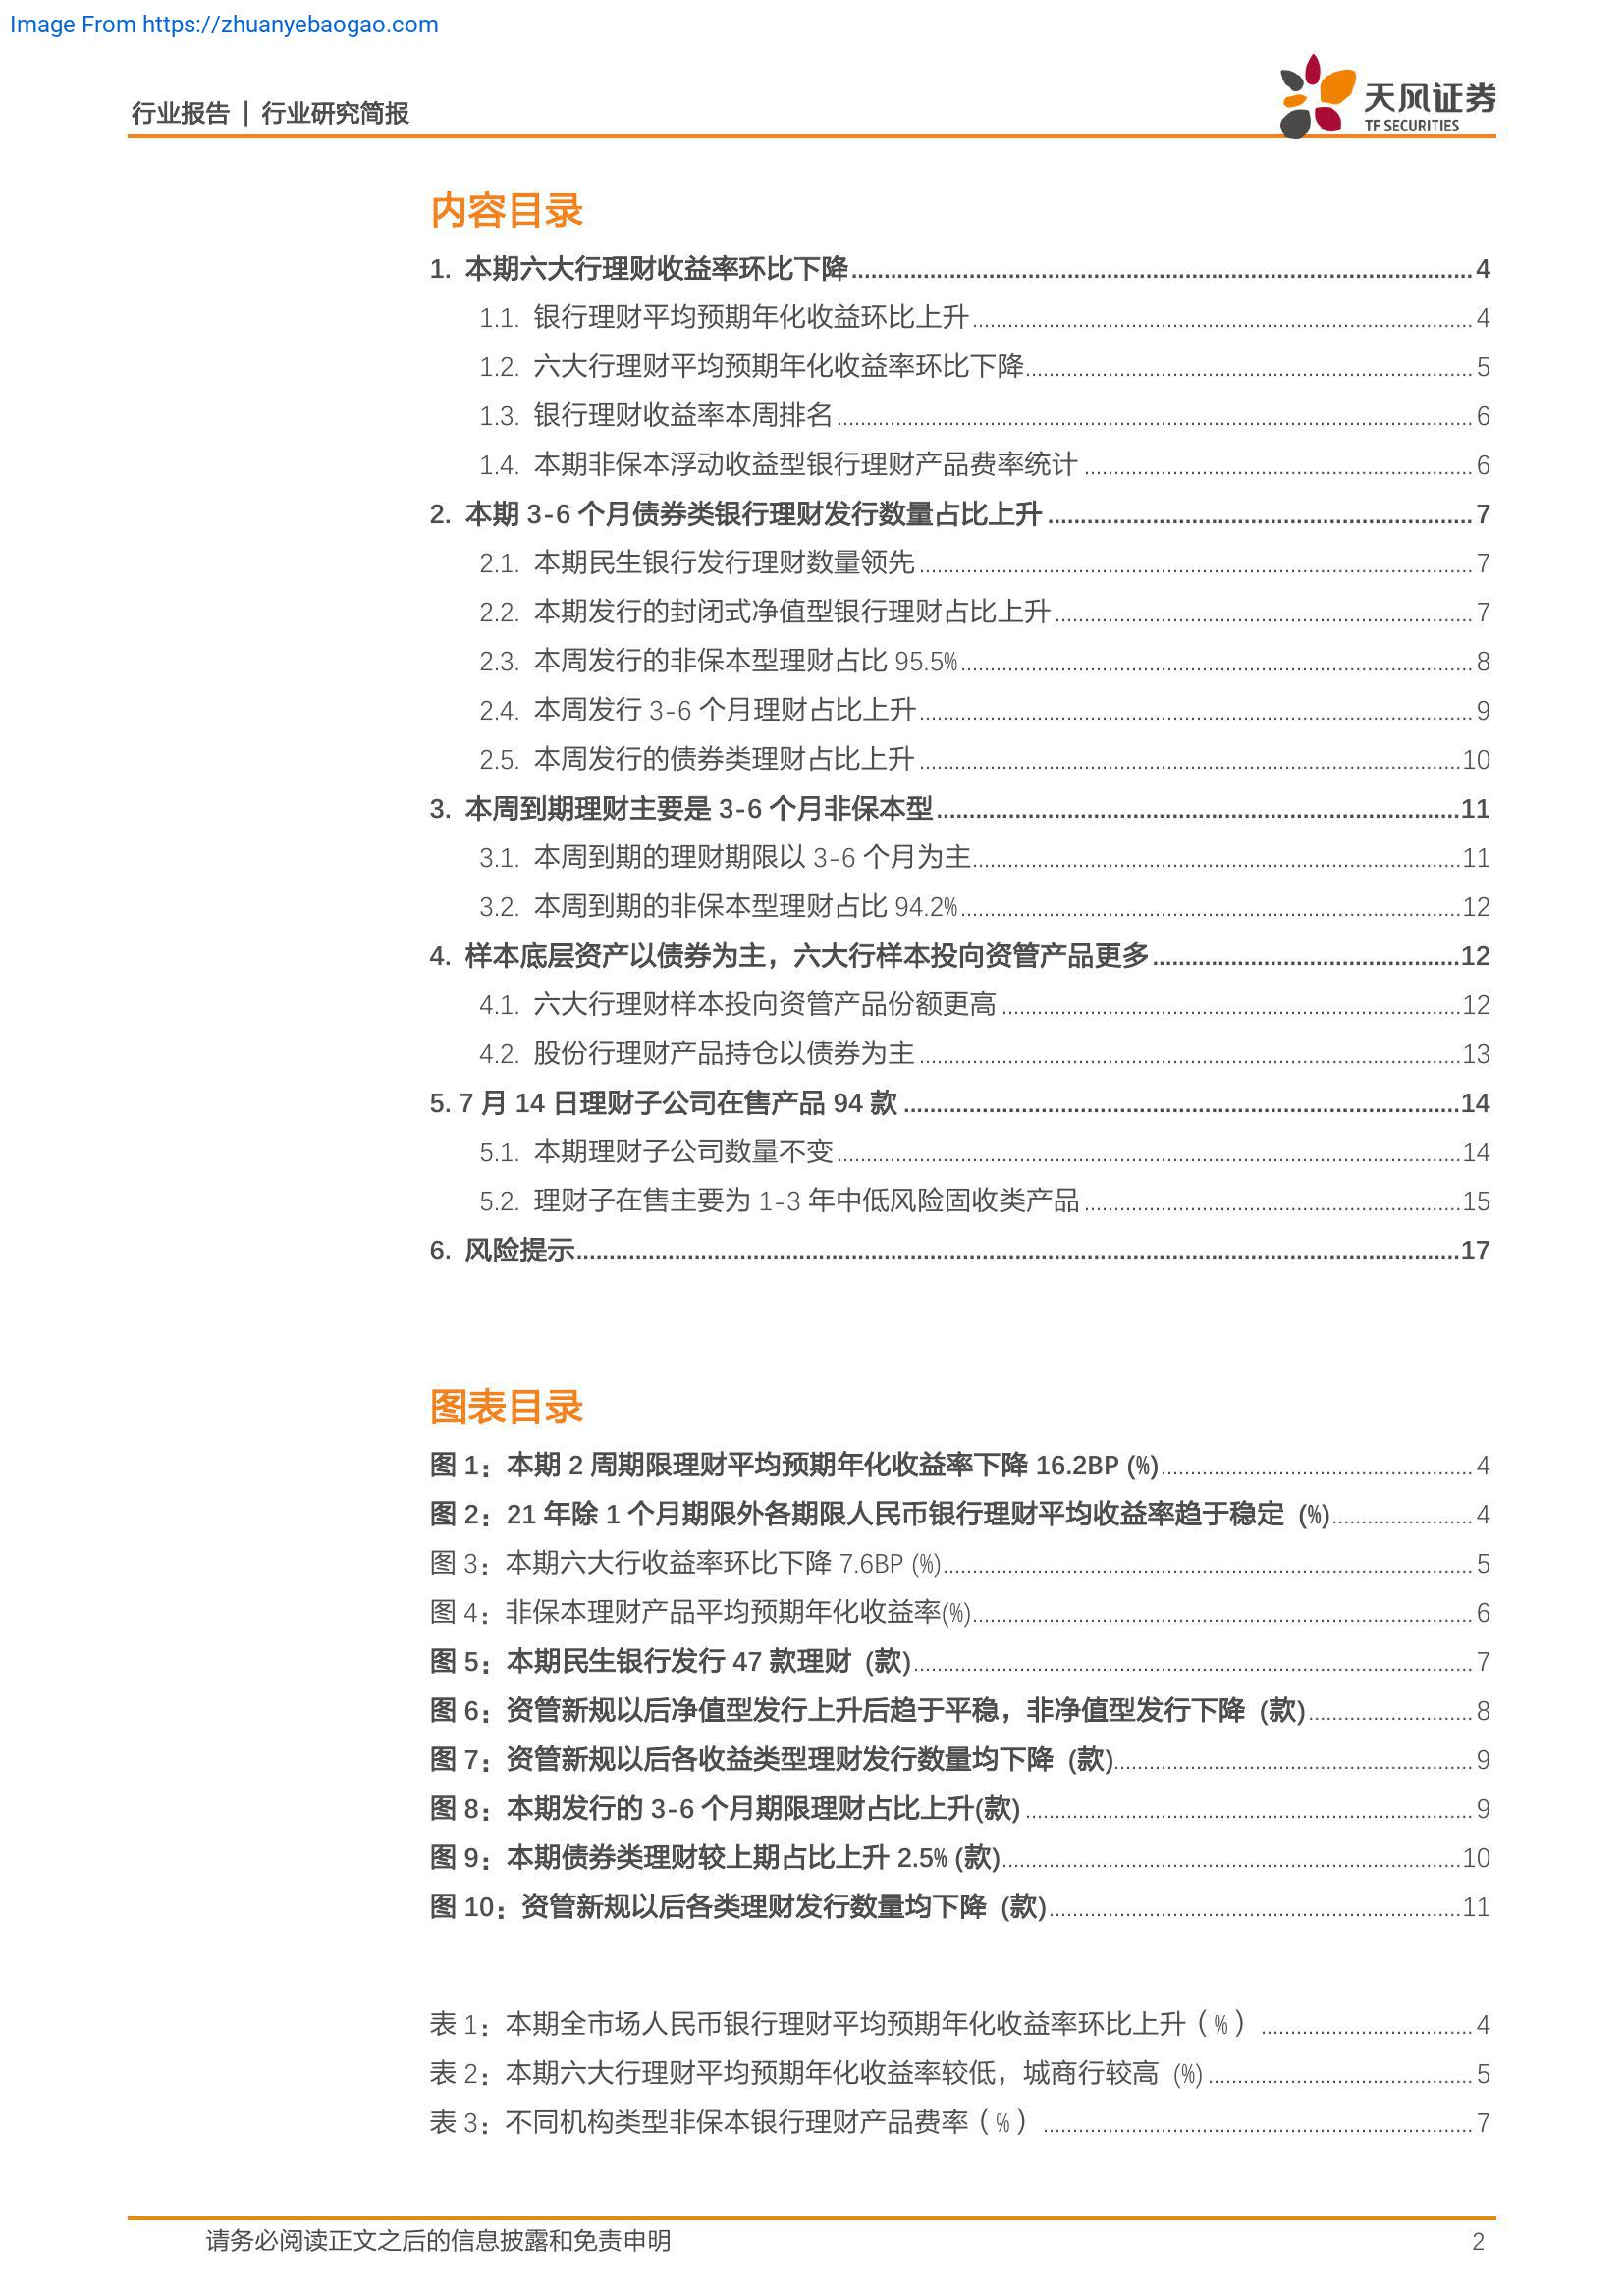 Image From https://zhuanyebaogao.com
行业报告 | 行业研究简报
天风证券
TF SECURITIES
内容目录
1. 本期六大行理财收益率环比下降 4
1.1. 银行理财平均预期年化收益环比上升 4
1.2. 六大行理财平均预期年化收益率环比下降 5
1.3. 银行理财收益率本周排名 6
1.4. 本期非保本浮动收益型银行理财产品费率统计 6
2. 本期 3-6 个月债券类银行理财发行数量占比上升 7
2.1. 本期民生银行发行理财数量领先 7
2.2. 本期发行的封闭式净值型银行理财占比上升 7
2.3. 本周发行的非保本型理财占比 95.5% 8
2.4. 本周发行 3-6 个月理财占比上升 9
2.5. 本周发行的债券类理财占比上升 10
3. 本周到期理财主要是 3-6 个月非保本型 11
3.1. 本周到期的理财期限以 3-6 个月为主 11
3.2. 本周到期的非保本型理财占比 94.2% 12
4. 样本底层资产以债券为主，六大行样本投向资管产品更多 12
4.1. 六大行理财样本投向资管产品份额更高 12
4.2. 股份行理财产品持仓以债券为主 13
5. 7 月 14 日理财子公司在售产品 94 款 14
5.1. 本期理财子公司数量不变 14
5.2. 理财子在售主要为 1-3 年中低风险固收类产品 15
6. 风险提示 17
图表目录
图 1：本期 2 周期限理财平均预期年化收益率下降 16.2BP (%) 4
图 2：21 年除 1 个月期限外各期限人民币银行理财平均收益率趋于稳定 (%) 4
图 3：本期六大行收益率环比下降 7.6BP (%) 5
图 4：非保本理财产品平均预期年化收益率(%) 6
图 5：本期民生银行发行 47 款理财 (款) 7
图 6：资管新规以后净值型发行上升后趋于平稳，非净值型发行下降 (款) 8
图 7：资管新规以后各收益类型理财发行数量均下降 (款) 9
图 8：本期发行的 3-6 个月期限理财占比上升(款) 9
图 9：本期债券类理财较上期占比上升 2.5% (款) 10
图 10：资管新规以后各类理财发行数量均下降 (款) 11
表 1：本期全市场人民币银行理财平均预期年化收益率环比上升（%） 4
表 2：本期六大行理财平均预期年化收益率较低，城商行较高 (%) 5
表 3：不同机构类型非保本银行理财产品费率（%） 7
请务必阅读正文之后的信息披露和免责申明 2